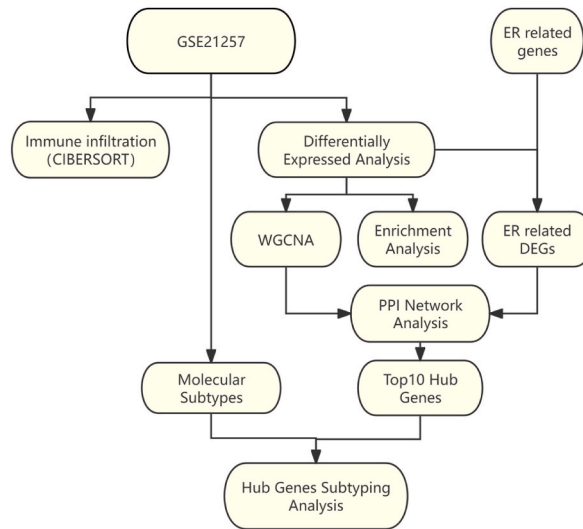 GSE21257
ER related
genes
Immune infiltration
(CIBERSORT)
Differentially
Expressed Analysis
WGCNA
Enrichment
Analysis
ER related
DEGs
PPI Network
Analysis
Molecular
Subtypes
Top10 Hub
Genes
Hub Genes Subtyping
Analysis